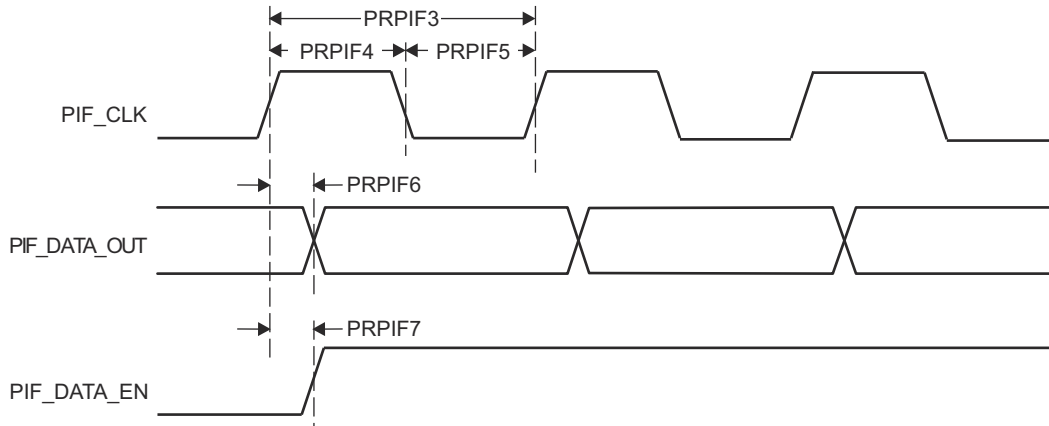 PRPIF3
PRPIF4 PRPIF5
PIF_CLK
PRPIF6
PIF_DATA_OUT
PRPIF7
PIF_DATA_EN